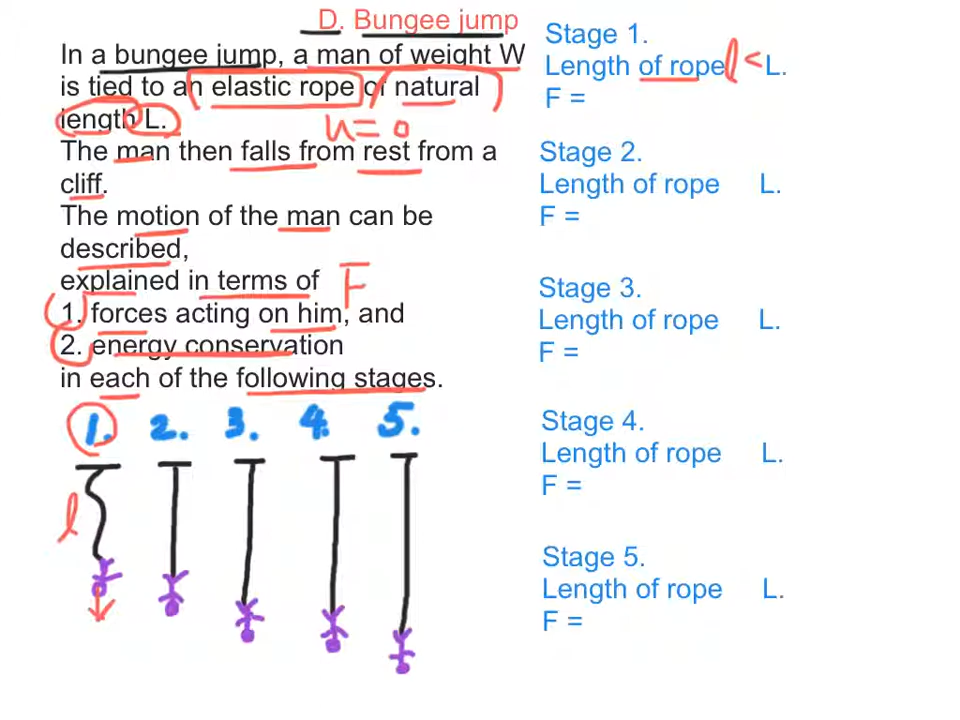 D. Bungee jump
In a bungee jump, a man of weight W
is tied to an elastic rope of natural
length L.
u = 0
The man then falls from rest from a
cliff.
The motion of the man can be
described,
explained in terms of F
1. forces acting on him, and
2. energy conservation
in each of the following stages.
1. 2. 3. 4. 5.
l
Stage 1.
Length of rope l < L.
F =
Stage 2.
Length of rope L.
F =
Stage 3.
Length of rope L.
F =
Stage 4.
Length of rope L.
F =
Stage 5.
Length of rope L.
F =